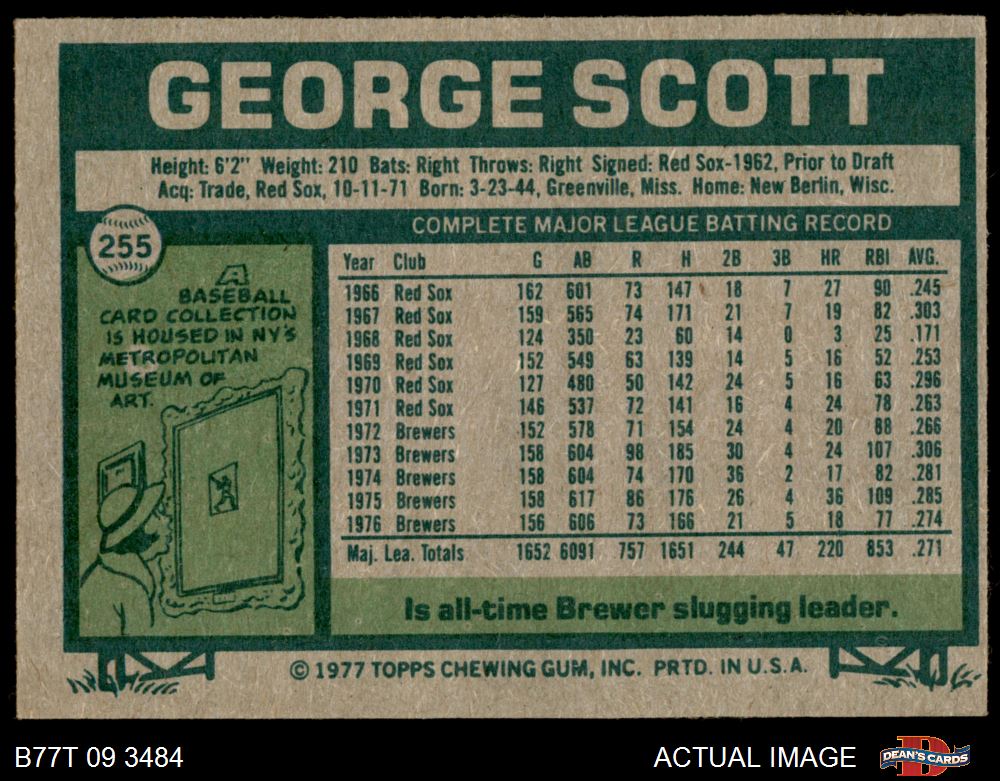 GEORGE SCOTT
Height: 6'2" Weight: 210 Bats: Right Throws: Right Signed: Red Sox-1962, Prior to Draft
Acq: Trade, Red Sox, 10-11-71 Born: 3-23-44, Greenville, Miss. Home: New Berlin, Wisc.
255
A
BASEBALL
CARD COLLECTION
IS HOUSED IN NY'S
METROPOLITAN
MUSEUM OF
ART.
COMPLETE MAJOR LEAGUE BATTING RECORD
Year Club G AB R H 2B 3B HR RBI AVG.
1966 Red Sox 162 601 73 147 18 7 27 90 .245
1967 Red Sox 159 565 74 171 21 7 19 82 .303
1968 Red Sox 124 350 23 60 14 0 3 25 .171
1969 Red Sox 152 549 63 139 14 5 16 52 .253
1970 Red Sox 127 480 50 142 24 5 16 63 .296
1971 Red Sox 146 537 72 141 16 4 24 78 .263
1972 Brewers 152 578 71 154 24 4 20 88 .266
1973 Brewers 158 604 98 185 30 4 24 107 .306
1974 Brewers 158 604 74 170 36 2 17 82 .281
1975 Brewers 158 617 86 176 26 4 36 109 .285
1976 Brewers 156 606 73 166 21 5 18 77 .274
Maj. Lea. Totals 1652 6091 757 1651 244 47 220 853 .271
Is all-time Brewer slugging leader.
© 1977 TOPPS CHEWING GUM, INC. PRTD. IN U.S.A.
B77T 09 3484
ACTUAL IMAGE
DEAN'S CARDS